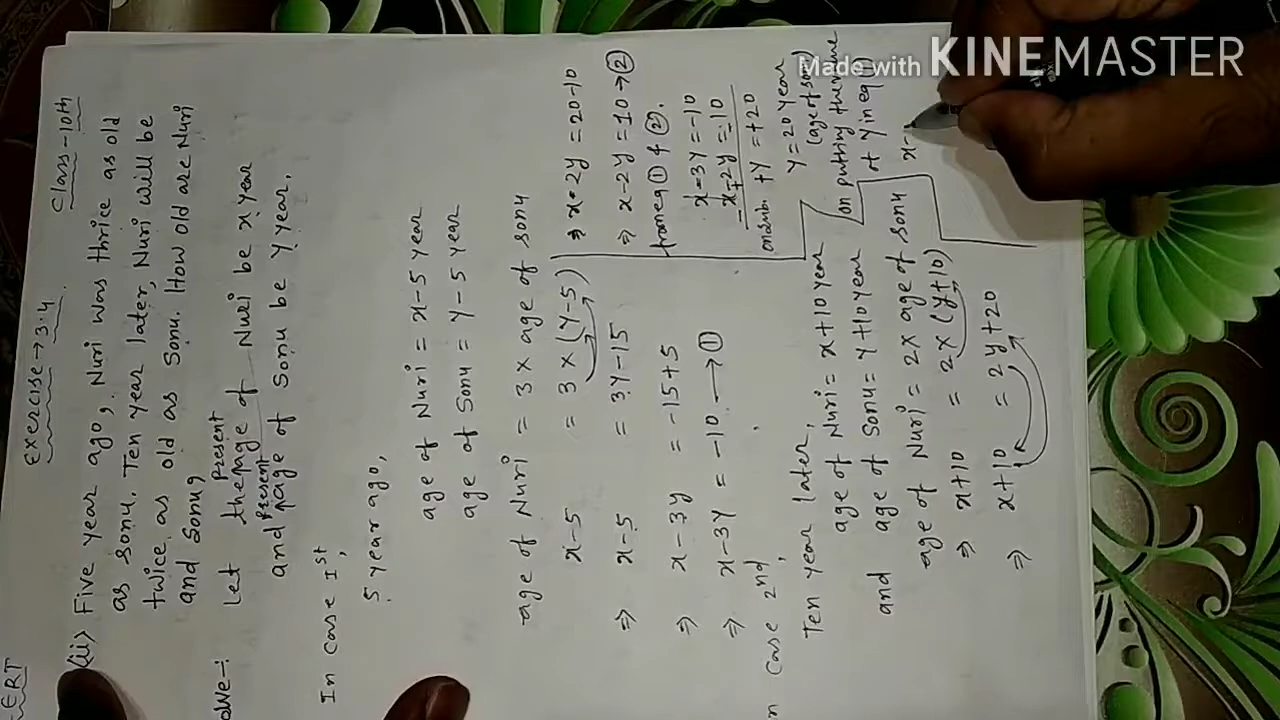 CERT
Exercise → 3.4. Class - 10th
(ii) Five year ago, Nuri was thrice as old
as sonu. Ten year later, Nuri will be
twice as old as Sonu. How old are Nuri
and Sonu,
olve -: Let the present age of Nuri be x year
and present age of Sonu be y year.
In case Ist,
5 year ago,
age of Nuri = x - 5 year
age of Sonu = y - 5 year
age of Nuri = 3 x age of sonu
x - 5 = 3 x (y - 5)
⇒ x - 5 = 3y - 15
⇒ x - 3y = -15 + 5
⇒ x - 3y = -10 → ①
n case 2nd,
Ten year later,
age of Nuri = x + 10 year
and age of Sonu = y + 10 year
age of Nuri = 2 x age of sonu
⇒ x + 10 = 2 x (y + 10)
⇒ x + 10 = 2y + 20
⇒ x - 2y = 20 - 10
⇒ x - 2y = 10 → ②
from eq ① & ②.
x - 3y = -10
x - 2y = 10
- + -
+ y = + 20
y = 20 year
(age of son)
on putting the value
of y in eq (1)
x -
Made with KINEMASTER